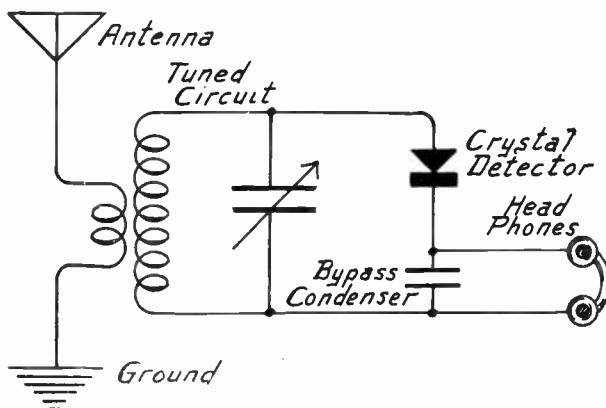 Antenna
Tuned
Circuit
Crystal
Detector
Head
Phones
Bypass
Condenser
Ground